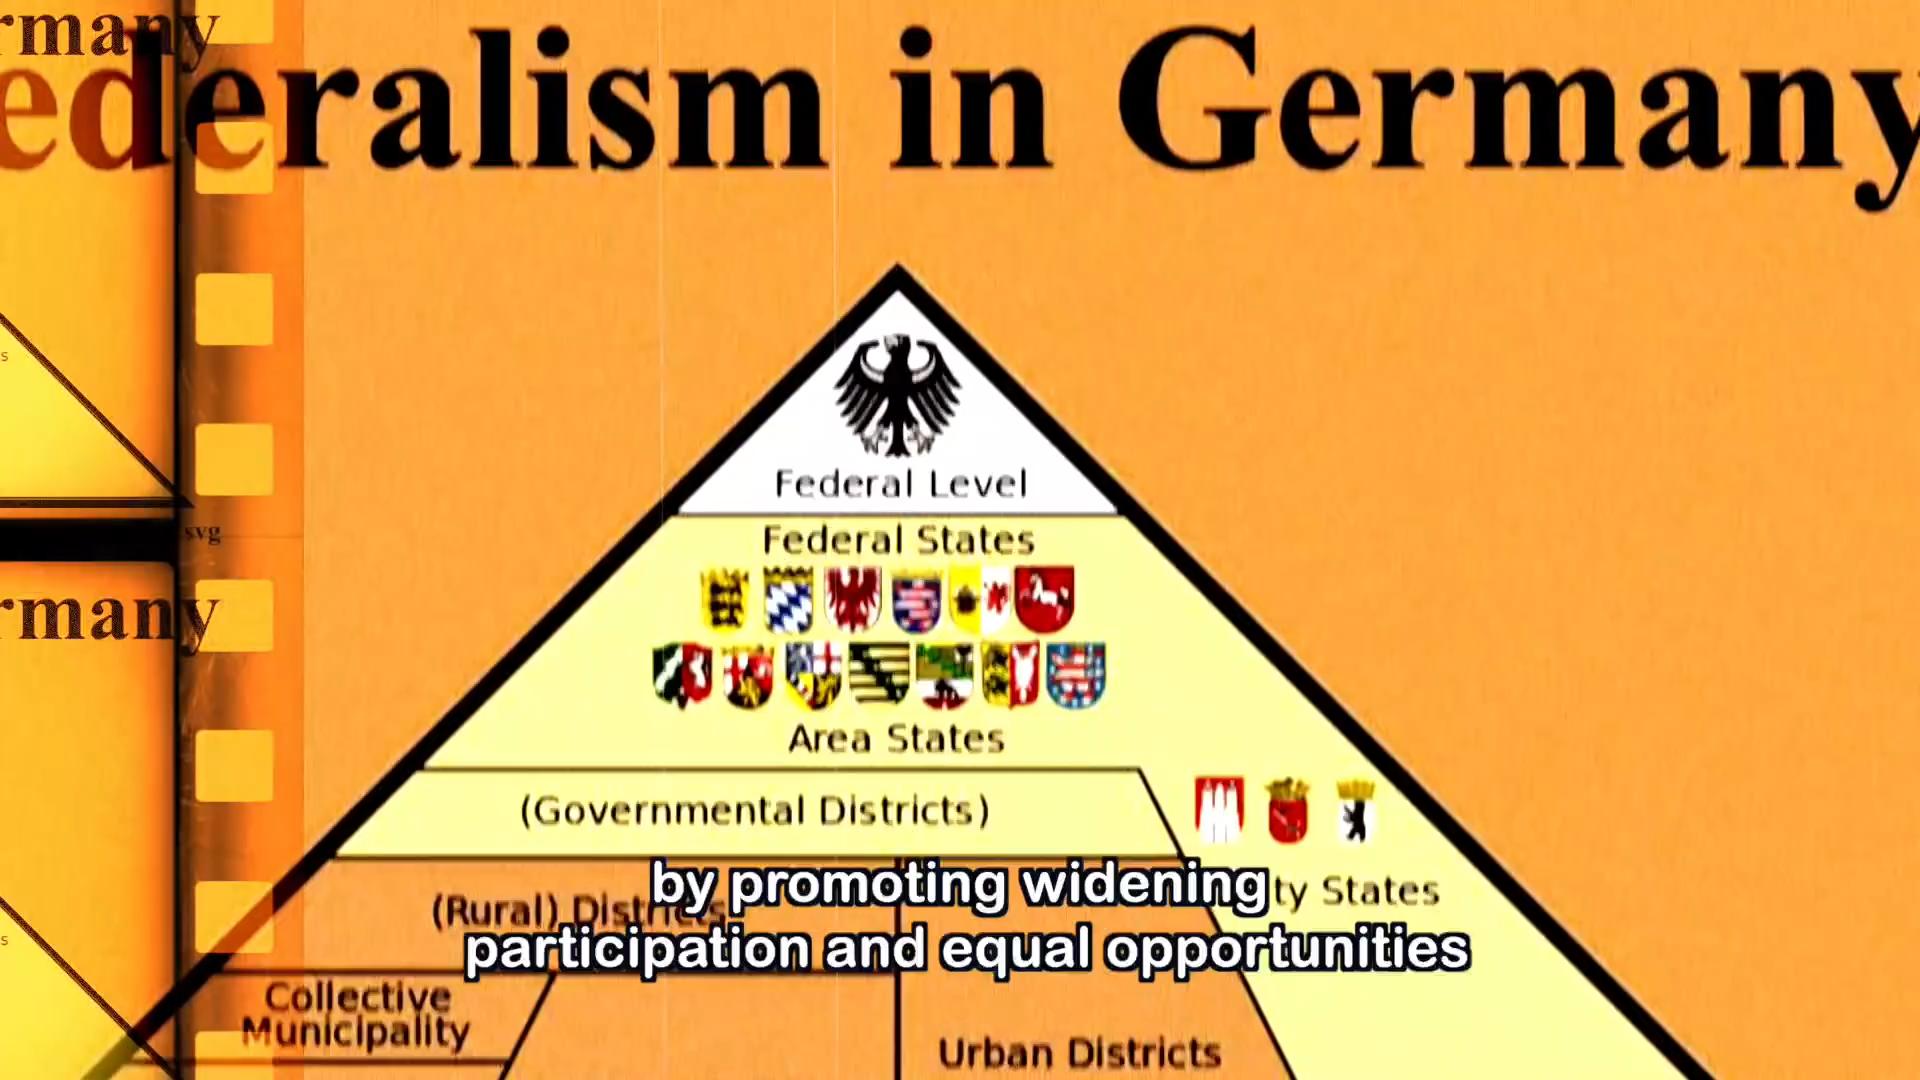 rmany
ederalism in Germany
Federal Level
Federal States
Area States
(Governmental Districts)
(Rural) Districts
ty States
by promoting widening
participation and equal opportunities
Collective
Municipality
Urban Districts
s
svg
rmany
s